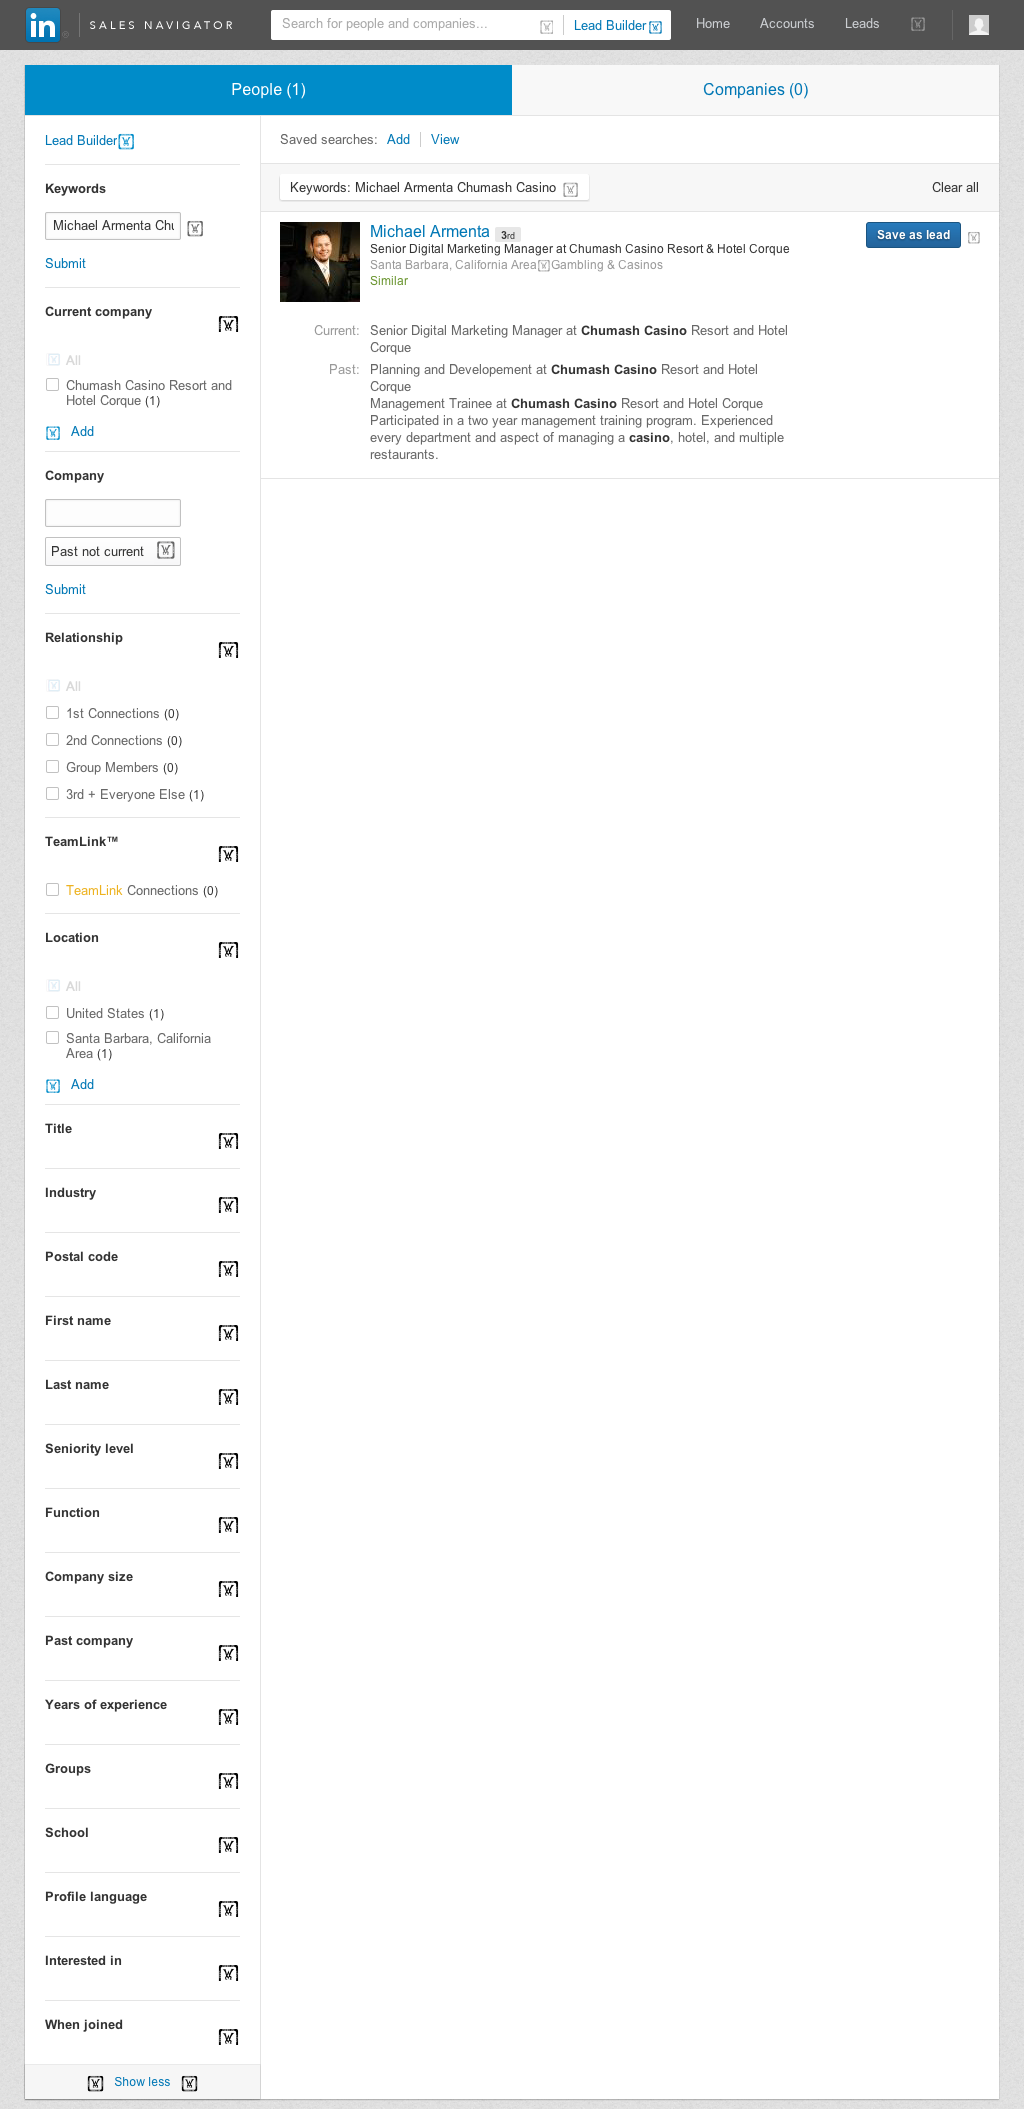 in SALES NAVIGATOR
Search for people and companies...
Lead Builder
Home
Accounts
Leads
People (1)
Companies (0)
Lead Builder
Keywords
Michael Armenta Chu
Submit
Current company
All
Chumash Casino Resort and
Hotel Corque (1)
Add
Company
Past not current
Submit
Relationship
All
1st Connections (0)
2nd Connections (0)
Group Members (0)
3rd + Everyone Else (1)
TeamLink™
TeamLink Connections (0)
Location
All
United States (1)
Santa Barbara, California
Area (1)
Add
Title
Industry
Postal code
First name
Last name
Seniority level
Function
Company size
Past company
Years of experience
Groups
School
Profile language
Interested in
When joined
Show less
Saved searches: Add View
Keywords: Michael Armenta Chumash Casino
Clear all
Michael Armenta 3rd
Save as lead
Senior Digital Marketing Manager at Chumash Casino Resort & Hotel Corque
Santa Barbara, California Area Gambling & Casinos
Similar
Current: Senior Digital Marketing Manager at Chumash Casino Resort and Hotel
Corque
Past: Planning and Developement at Chumash Casino Resort and Hotel
Corque
Management Trainee at Chumash Casino Resort and Hotel Corque
Participated in a two year management training program. Experienced
every department and aspect of managing a casino, hotel, and multiple
restaurants.